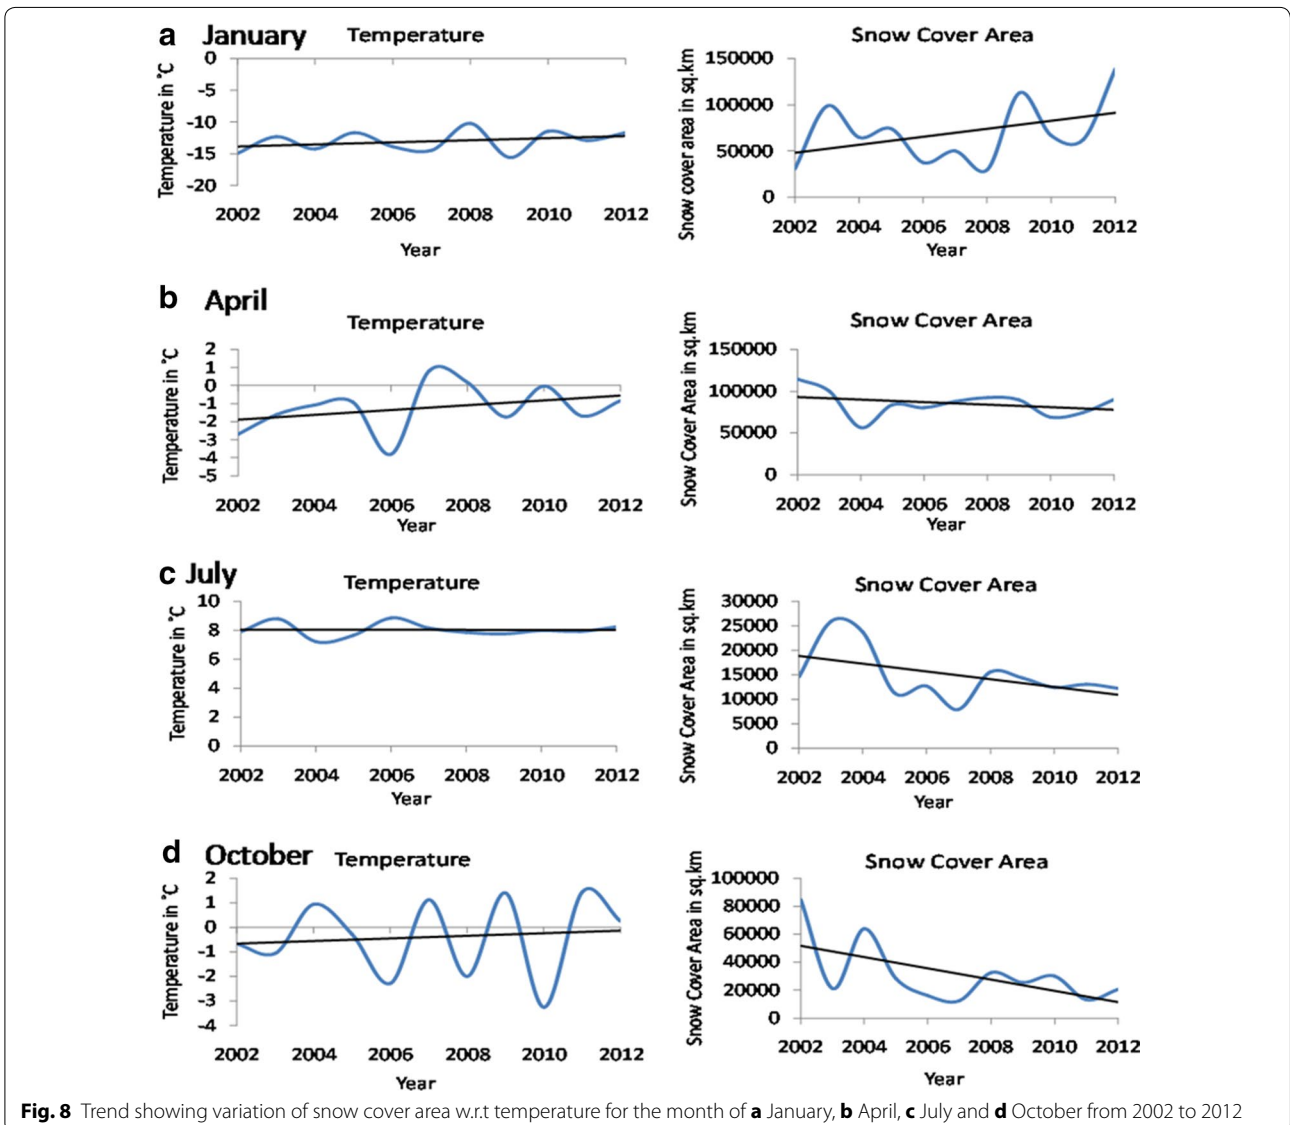 a January Temperature Snow Cover Area
Temperature in °C
0
-5
-10
-15
-20
2002 2004 2006 2008 2010 2012
Year
Snow cover area in sq.km
150000
100000
50000
0
2002 2004 2006 2008 2010 2012
Year
b April
Temperature Snow Cover Area
Temperature in °C
2
1
0
-1
-2
-3
-4
-5
2002 2004 2006 2008 2010 2012
Year
Snow Cover Area in sq.km
150000
100000
50000
0
2002 2004 2006 2008 2010 2012
Year
c July
Temperature Snow Cover Area
Temperature in °C
10
8
6
4
2
0
2002 2004 2006 2008 2010 2012
Year
Snow Cover Area in sq.km
30000
25000
20000
15000
10000
5000
0
2002 2004 2006 2008 2010 2012
Year
d October Temperature Snow Cover Area
Temperature in °C
2
1
0
-1
-2
-3
-4
2002 2004 2006 2008 2010 2012
Year
Snow Cover Area in sq.km
100000
80000
60000
40000
20000
0
2002 2004 2006 2008 2010 2012
Year
Fig. 8 Trend showing variation of snow cover area w.r.t temperature for the month of a January, b April, c July and d October from 2002 to 2012